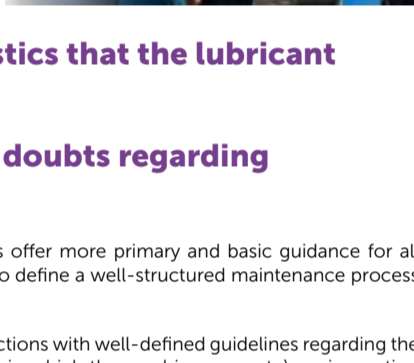 stics that the lubricant
doubts regarding
s offer more primary and basic guidance for al
o define a well-structured maintenance process
ctions with well-defined guidelines regarding the